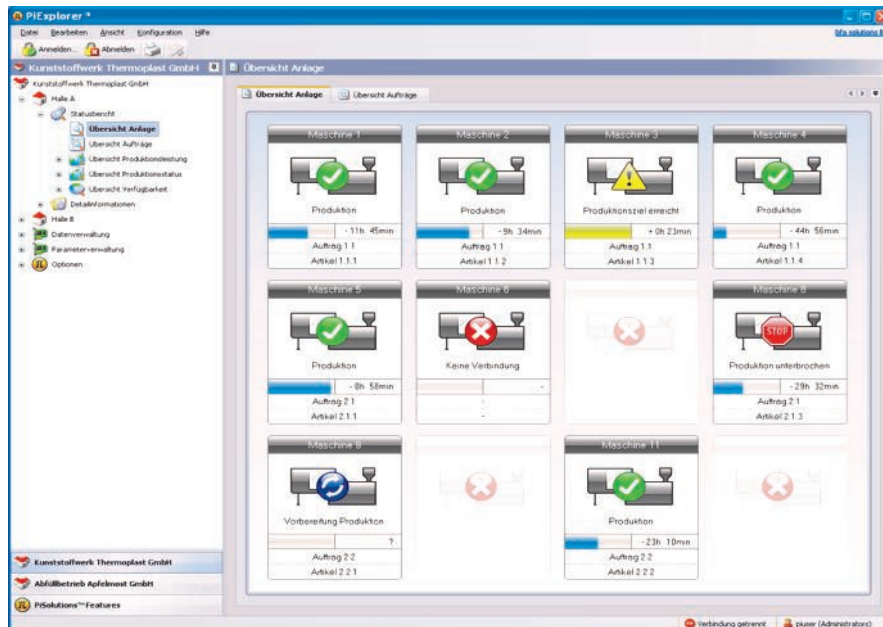 PiExplorer™
Datei Bearbeiten Ansicht Konfiguration Hilfe
bfa solutions
Anmelden... Abmelden
Kunststoffwerk Thermoplast GmbH
Übersicht Anlage
Kunststoffwerk Thermoplast GmbH
Halle A
Statusbericht
Übersicht Anlage
Übersicht Aufträge
Übersicht Produktionsleistung
Übersicht Produktionsstatus
Übersicht Verfügbarkeit
Detailinformationen
Halle B
Datenverwaltung
Parameterverwaltung
Optionen
Übersicht Anlage Übersicht Aufträge
Maschine 1
Produktion
- 11h 45min
Auftrag 1.1
Artikel 1.1.1
Maschine 2
Produktion
- 9h 34min
Auftrag 1.1
Artikel 1.1.2
Maschine 3
Produktionsziel erreicht
+ 0h 23min
Auftrag 1.1
Artikel 1.1.3
Maschine 4
Produktion
- 44h 56min
Auftrag 1.1
Artikel 1.1.4
Maschine 5
Produktion
- 0h 58min
Auftrag 2.1
Artikel 2.1.1
Maschine 6
Keine Verbindung
-
-
-
Maschine 8
STOP
Produktion unterbrochen
- 29h 32min
Auftrag 2.1
Artikel 2.1.3
Maschine 9
Vorbereitung Produktion
?
Auftrag 2.2
Artikel 2.2.1
Maschine 11
Produktion
- 23h 10min
Auftrag 2.2
Artikel 2.2.2
Kunststoffwerk Thermoplast GmbH
Abfüllbetrieb Apfelmost GmbH
PiSolutions™ Features
Verbindung getrennt piuser (Administrators)